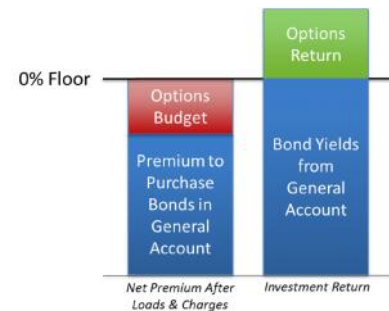 Options
Return
0% Floor
Options
Budget
Premium to
Purchase
Bonds in
General
Account
Bond Yields
from
General
Account
Net Premium After
Loads & Charges
Investment Return